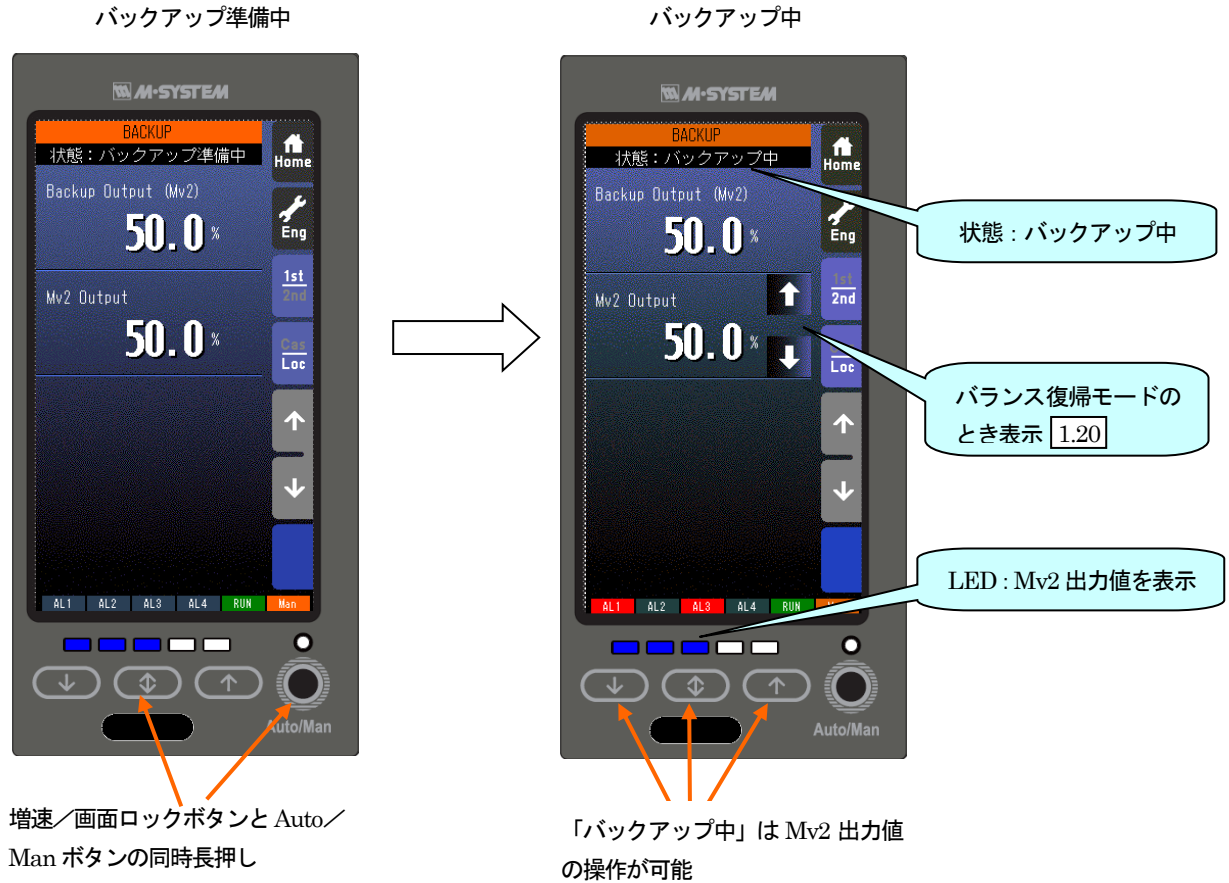 バックアップ準備中
M-SYSTEM
BACKUP
状態：バックアップ準備中
Home
Backup Output (Mv2)
50.0 %
Eng
1st
2nd
Mv2 Output
50.0 %
Cas
Loc
AL1 AL2 AL3 AL4 RUN Man
Auto/Man
増速／画面ロックボタンと Auto／
Man ボタンの同時長押し
バックアップ中
M-SYSTEM
BACKUP
状態：バックアップ中
Home
Backup Output (Mv2)
50.0 %
Eng
1st
2nd
Mv2 Output
50.0 %
Loc
AL1 AL2 AL3 AL4 RUN
Auto/Man
状態：バックアップ中
バランス復帰モードの
とき表示 1.20
LED : Mv2 出力値を表示
「バックアップ中」は Mv2 出力値
の操作が可能